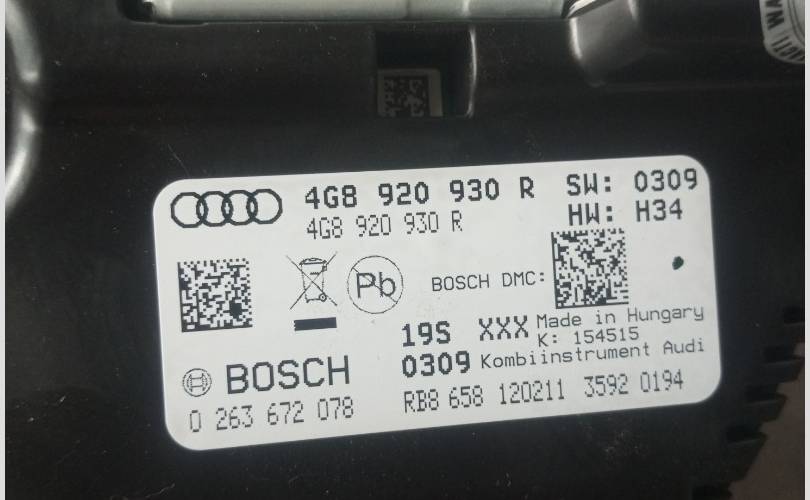 4G8 920 930 R SW: 0309
4G8 920 930 R HW: H34
Pb BOSCH DMC:
19S XXX Made in Hungary
K: 154515
0309 Kombiinstrument Audi
BOSCH
0 263 672 078 RB8 658 120211 3592 0194